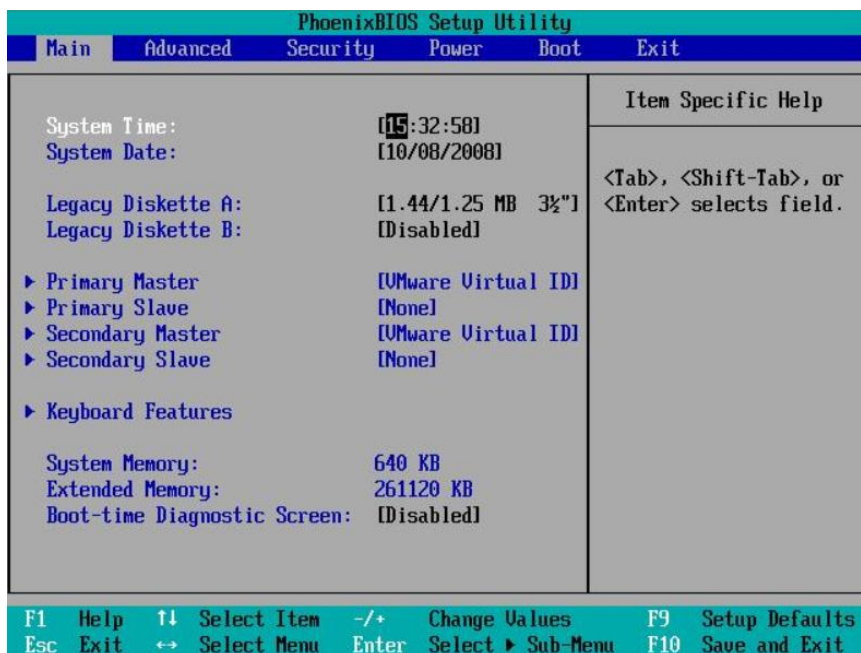 PhoenixBIOS Setup Utility
Main Advanced Security Power Boot Exit
Item Specific Help
System Time: [15:32:58]
System Date: [10/08/2008]
<Tab>, <Shift-Tab>, or
<Enter> selects field.
Legacy Diskette A: [1.44/1.25 MB 3½"]
Legacy Diskette B: [Disabled]
▶ Primary Master [VMware Virtual ID]
▶ Primary Slave [None]
▶ Secondary Master [VMware Virtual ID]
▶ Secondary Slave [None]
▶ Keyboard Features
System Memory: 640 KB
Extended Memory: 261120 KB
Boot-time Diagnostic Screen: [Disabled]
F1 Help ↑↓ Select Item -/+ Change Values F9 Setup Defaults
Esc Exit ↔ Select Menu Enter Select ▶ Sub-Menu F10 Save and Exit